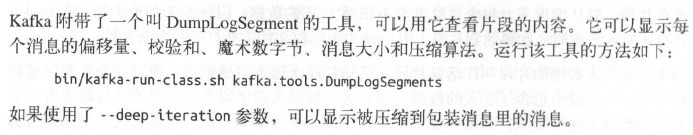 Kafka 附带了一个叫 DumpLogSegment 的工具，可以用它查看片段的内容。它可以显示每
个消息的偏移量、校验和、魔术数字节、消息大小和压缩算法。运行该工具的方法如下：
bin/kafka-run-class.sh kafka.tools.DumpLogSegments
如果使用了 --deep-iteration 参数，可以显示被压缩到包装消息里的消息。